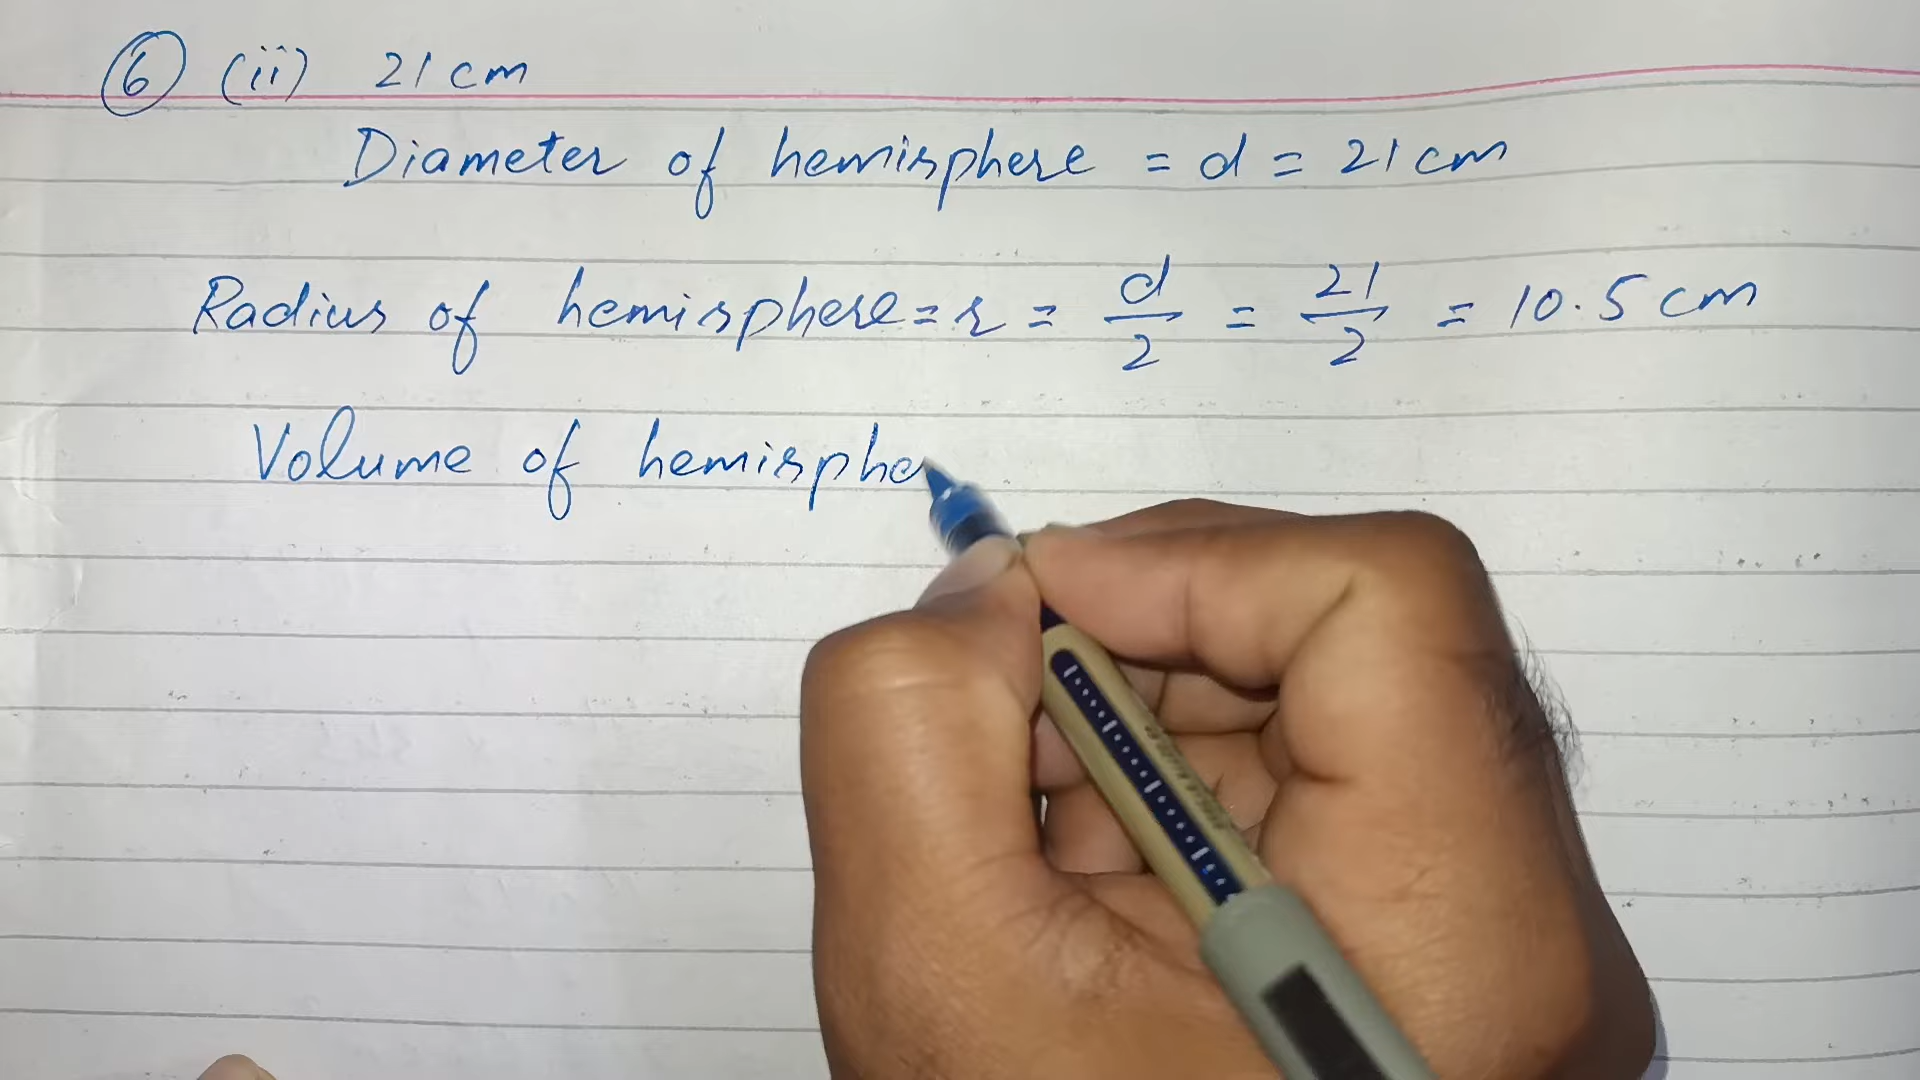 6 (ii) 21 cm
Diameter of hemisphere = d = 21 cm
Radius of hemisphere = r = d/2 = 21/2 = 10.5 cm
Volume of hemisphe